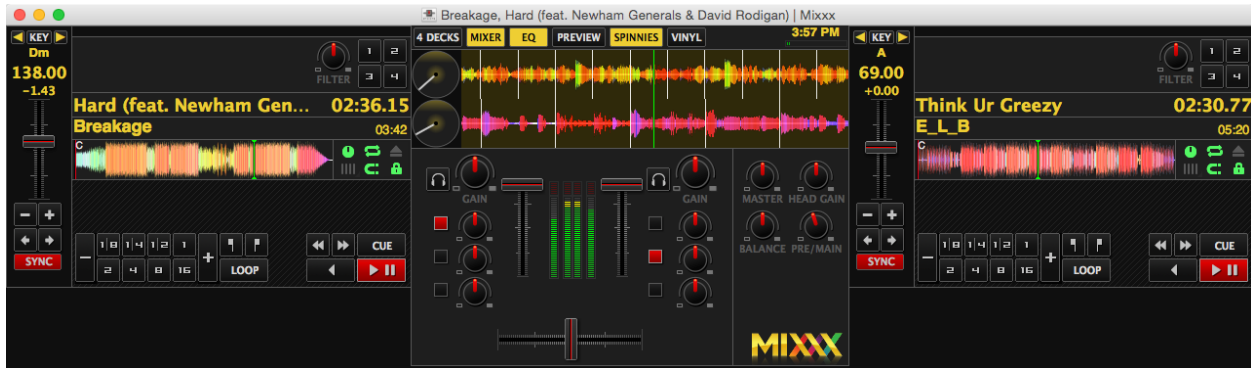 Breakage, Hard (feat. Newham Generals & David Rodigan) | Mixxx
KEY
Dm
138.00
-1.43
FILTER
1 2
3 4
Hard (feat. Newham Gen... 02:36.15
Breakage 03:42
C
- +
SYNC
- 1 8 1 4 1 2 1 +
2 4 8 16 LOOP
CUE
4 DECKS MIXER EQ PREVIEW SPINNIES VINYL 3:57 PM
GAIN GAIN
MASTER HEAD GAIN
BALANCE PRE/MAIN
MIXXX
KEY
A
69.00
+0.00
FILTER
1 2
3 4
Think Ur Greezy 02:30.77
E_L_B 05:20
C
- +
SYNC
- 1 8 1 4 1 2 1 +
2 4 8 16 LOOP
CUE